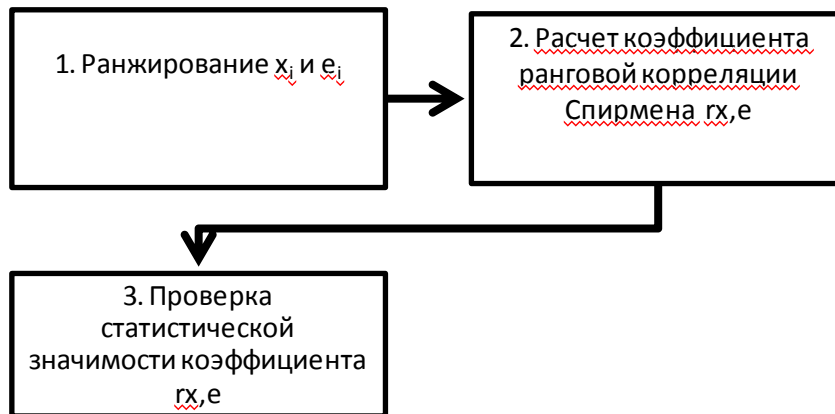 1. Ранжирование xi и ei
2. Расчет коэффициента
ранговой корреляции
Спирмена rx,e
3. Проверка
статистической
значимости коэффициента
rx,e